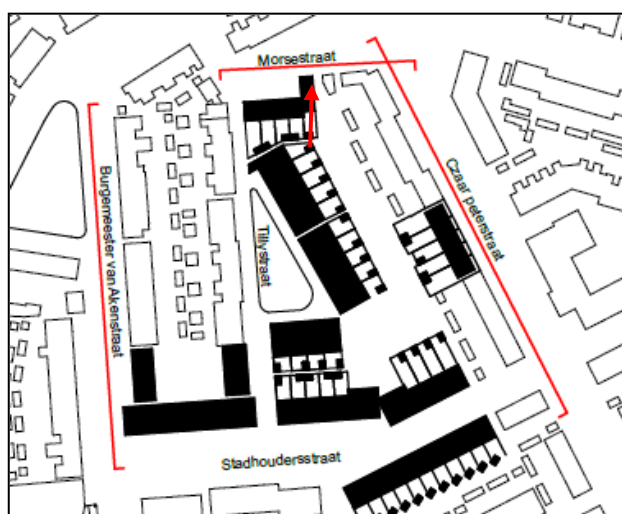 Morsestraat
Czaar peterstraat
Burgemeester van Akenstraat
Tillystraat
Stadhoudersstraat